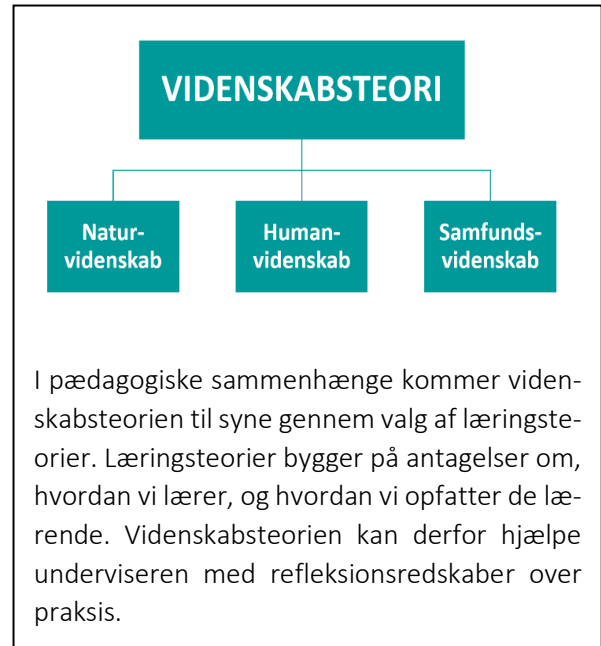 VIDENSKABSTEORI
Natur-
videnskab
Human-
videnskab
Samfunds-
videnskab
I pædagogiske sammenhænge kommer viden-
skabsteorien til syne gennem valg af læringste-
orier. Læringsteorier bygger på antagelser om,
hvordan vi lærer, og hvordan vi opfatter de læ-
rende. Videnskabsteorien kan derfor hjælpe
underviseren med refleksionsredskaber over
praksis.